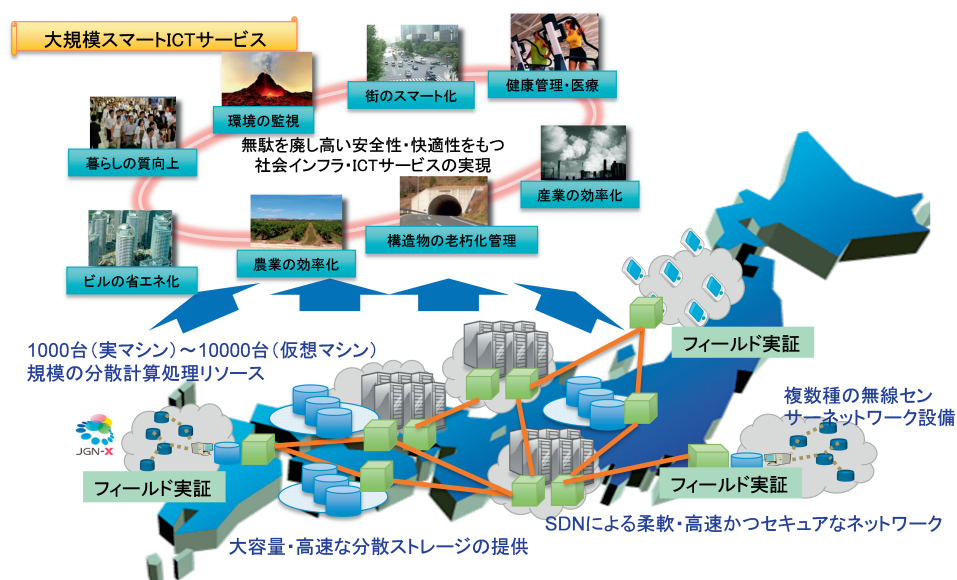 大規模スマートICTサービス
街のスマート化
健康管理・医療
環境の監視
無駄を廃し高い安全性・快適性をもつ
社会インフラ・ICTサービスの実現
暮らしの質向上
産業の効率化
構造物の老朽化管理
農業の効率化
ビルの省エネ化
1000台（実マシン）～10000台（仮想マシン）
規模の分散計算処理リソース
フィールド実証
複数種の無線セン
サーネットワーク設備
JGN-X
フィールド実証
フィールド実証
SDNによる柔軟・高速かつセキュアなネットワーク
大容量・高速な分散ストレージの提供